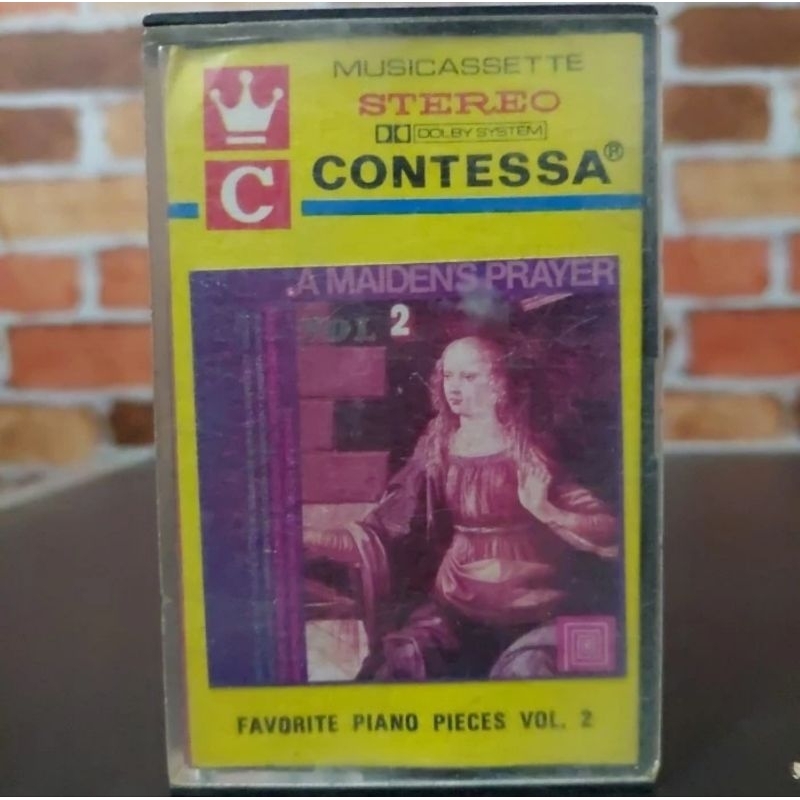 MUSICASSETTE
STEREO
DOLBY SYSTEM
C
CONTESSA®
A MAIDENS PRAYER
VOL 2
FAVORITE PIANO PIECES VOL. 2